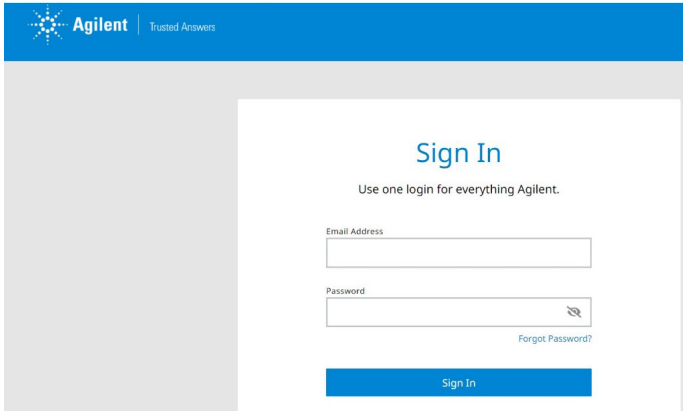 Agilent Trusted Answers
Sign In
Use one login for everything Agilent.
Email Address
Password
Forgot Password?
Sign In